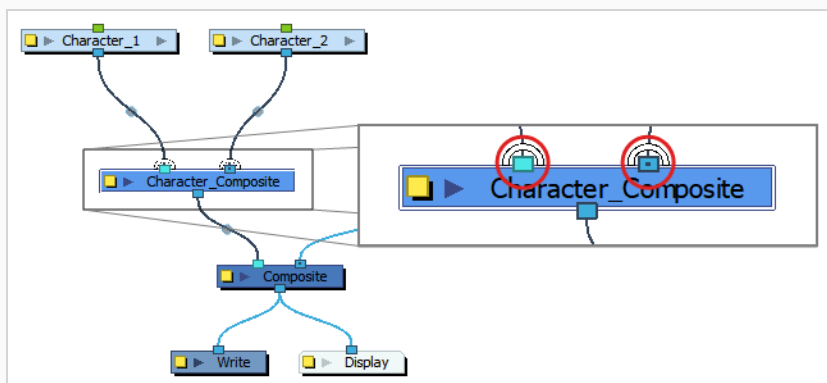 Character_1
Character_2
Character_Composite
Character_Composite
Composite
Write
Display